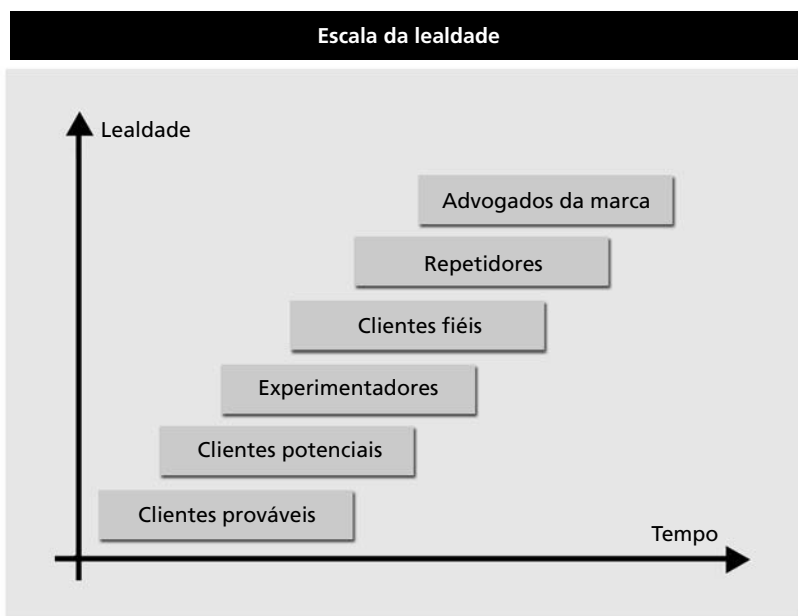 Escala da lealdade
Lealdade
Advogados da marca
Repetidores
Clientes fiéis
Experimentadores
Clientes potenciais
Clientes prováveis
Tempo